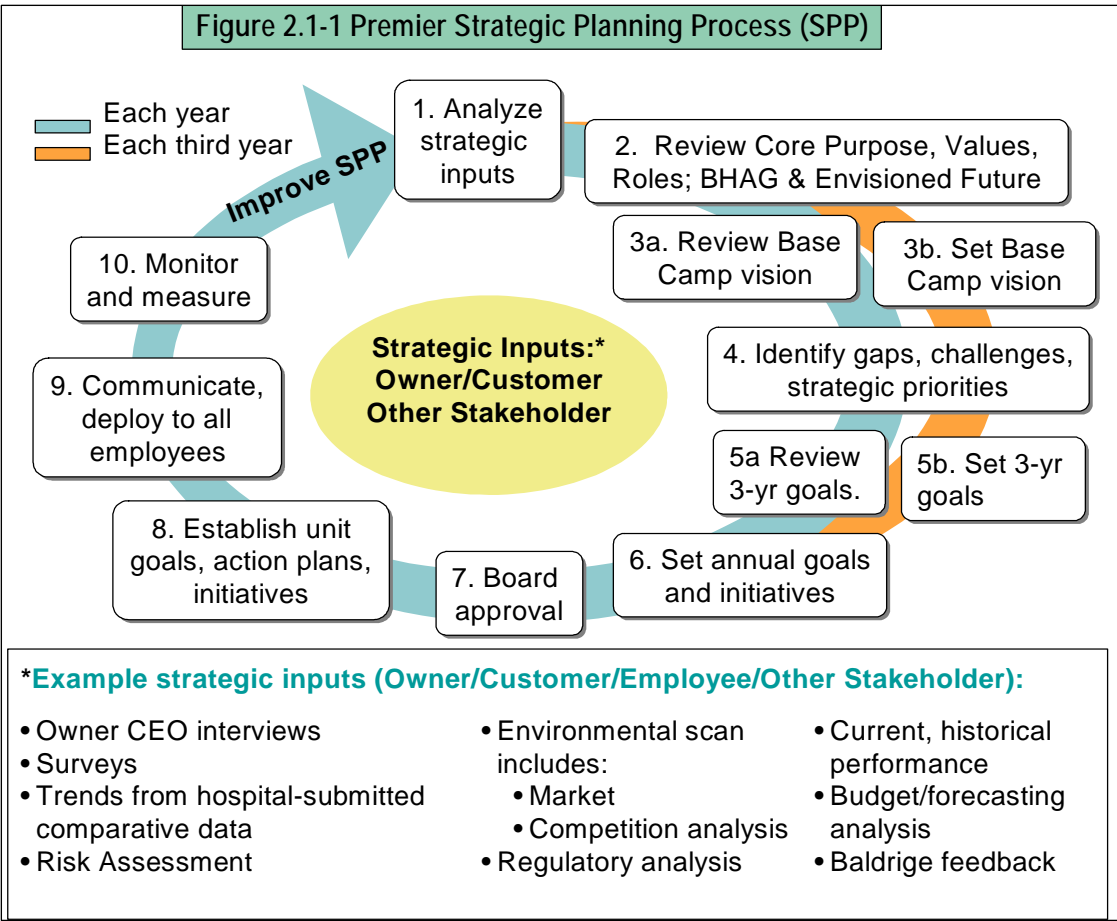 Figure 2.1-1 Premier Strategic Planning Process (SPP)
Each year
Each third year
Improve SPP
1. Analyze
strategic
inputs
2. Review Core Purpose, Values,
Roles; BHAG & Envisioned Future
3a. Review Base
Camp vision
3b. Set Base
Camp vision
4. Identify gaps, challenges,
strategic priorities
5a Review
3-yr goals.
5b. Set 3-yr
goals
6. Set annual goals
and initiatives
7. Board
approval
8. Establish unit
goals, action plans,
initiatives
9. Communicate,
deploy to all
employees
10. Monitor
and measure
Strategic Inputs:*
Owner/Customer
Other Stakeholder
*Example strategic inputs (Owner/Customer/Employee/Other Stakeholder):
• Owner CEO interviews
• Surveys
• Trends from hospital-submitted
comparative data
• Risk Assessment
• Environmental scan
includes:
• Market
• Competition analysis
• Regulatory analysis
• Current, historical
performance
• Budget/forecasting
analysis
• Baldrige feedback